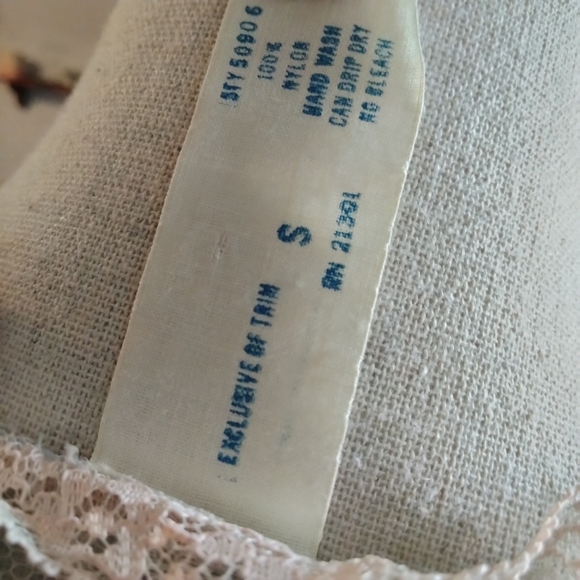 STY 50906
100%
NYLON
HAND WASH
CAN DRIP DRY
NO BLEACH
S
RN 21301
EXCLUSIVE OF TRIM